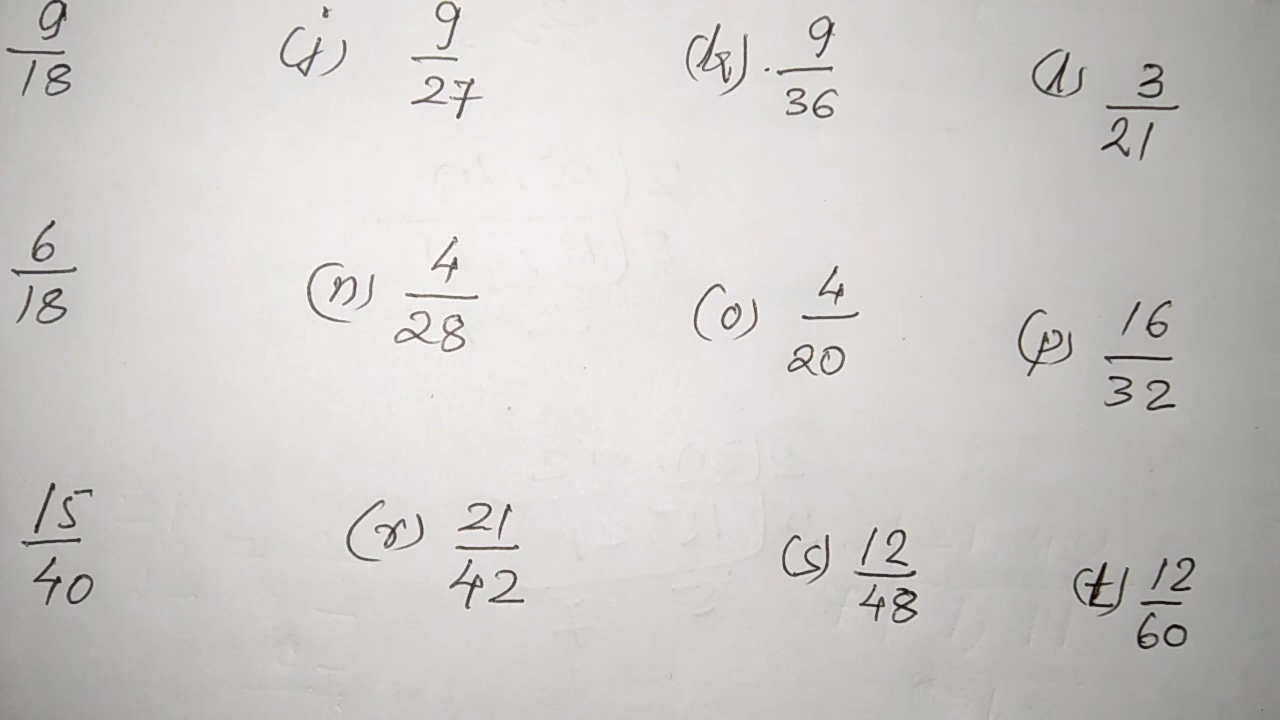 9/18 (j) 9/27 (k) . 9/36 (l) 3/21
6/18 (n) 4/28 (o) 4/20 (p) 16/32
15/40 (r) 21/42 (s) 12/48 (t) 12/60